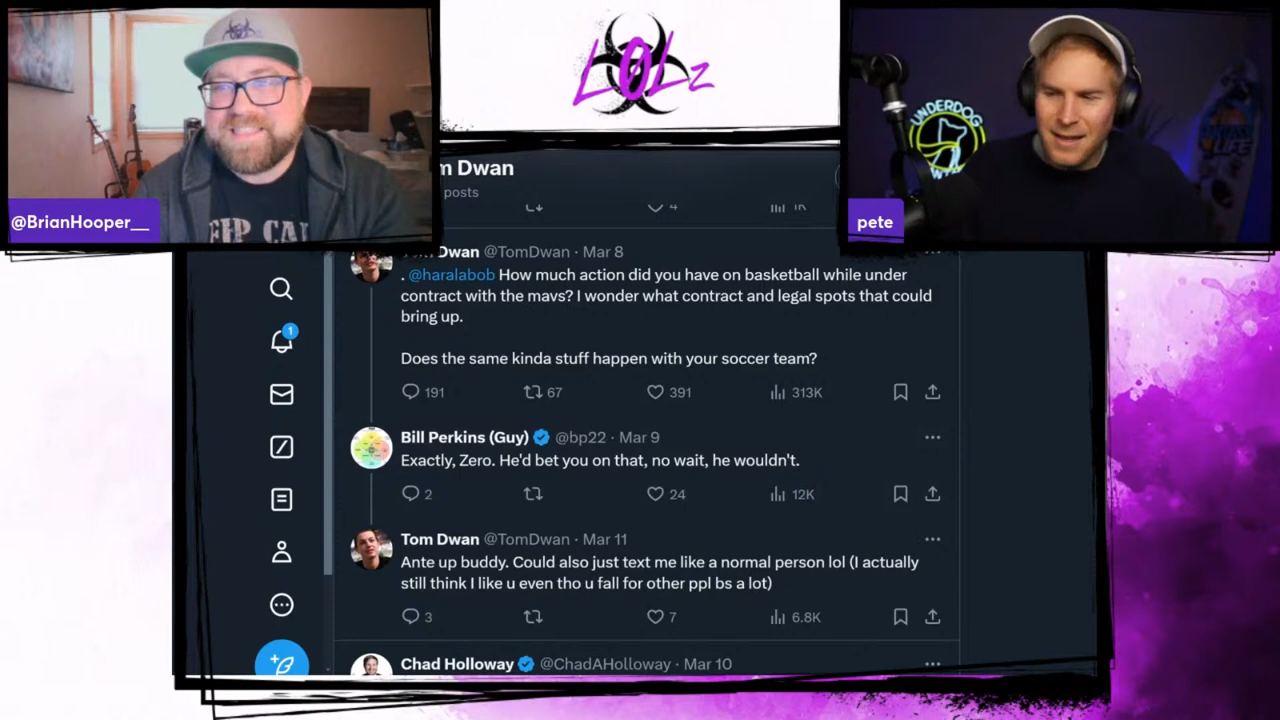 LOLz
UNDERDOG
LIFE
@BrianHooper__
pete
m Dwan
posts
4
1K
Dwan @TomDwan · Mar 8
. @haralabob How much action did you have on basketball while under
contract with the mavs? I wonder what contract and legal spots that could
bring up.
Does the same kinda stuff happen with your soccer team?
191 67 391 313K
1
Bill Perkins (Guy) @bp22 · Mar 9
Exactly, Zero. He'd bet you on that, no wait, he wouldn't.
2 24 12K
Tom Dwan @TomDwan · Mar 11
Ante up buddy. Could also just text me like a normal person lol (I actually
still think I like u even tho u fall for other ppl bs a lot)
3 7 6.8K
Chad Holloway @ChadAHolloway · Mar 10